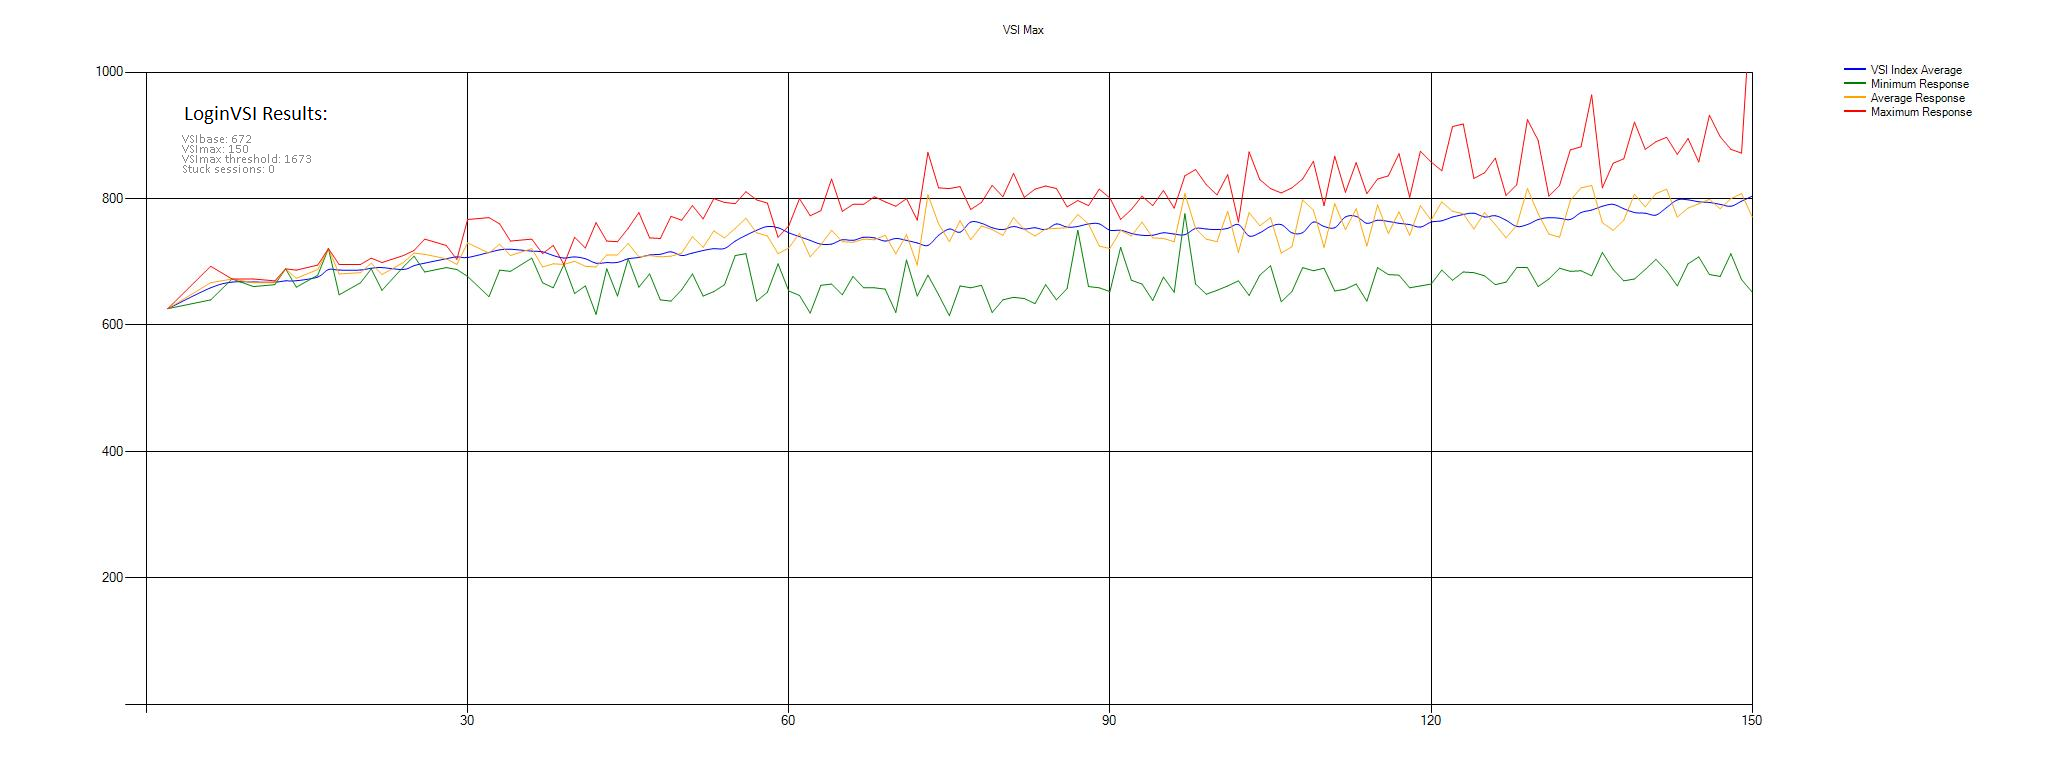 VSI Max
1000
800
600
400
200
30
60
90
120
150
LoginVSI Results:
VSIbase: 672
VSImax: 150
VSImax threshold: 1673
Stuck sessions: 0
VSI Index Average
Minimum Response
Average Response
Maximum Response